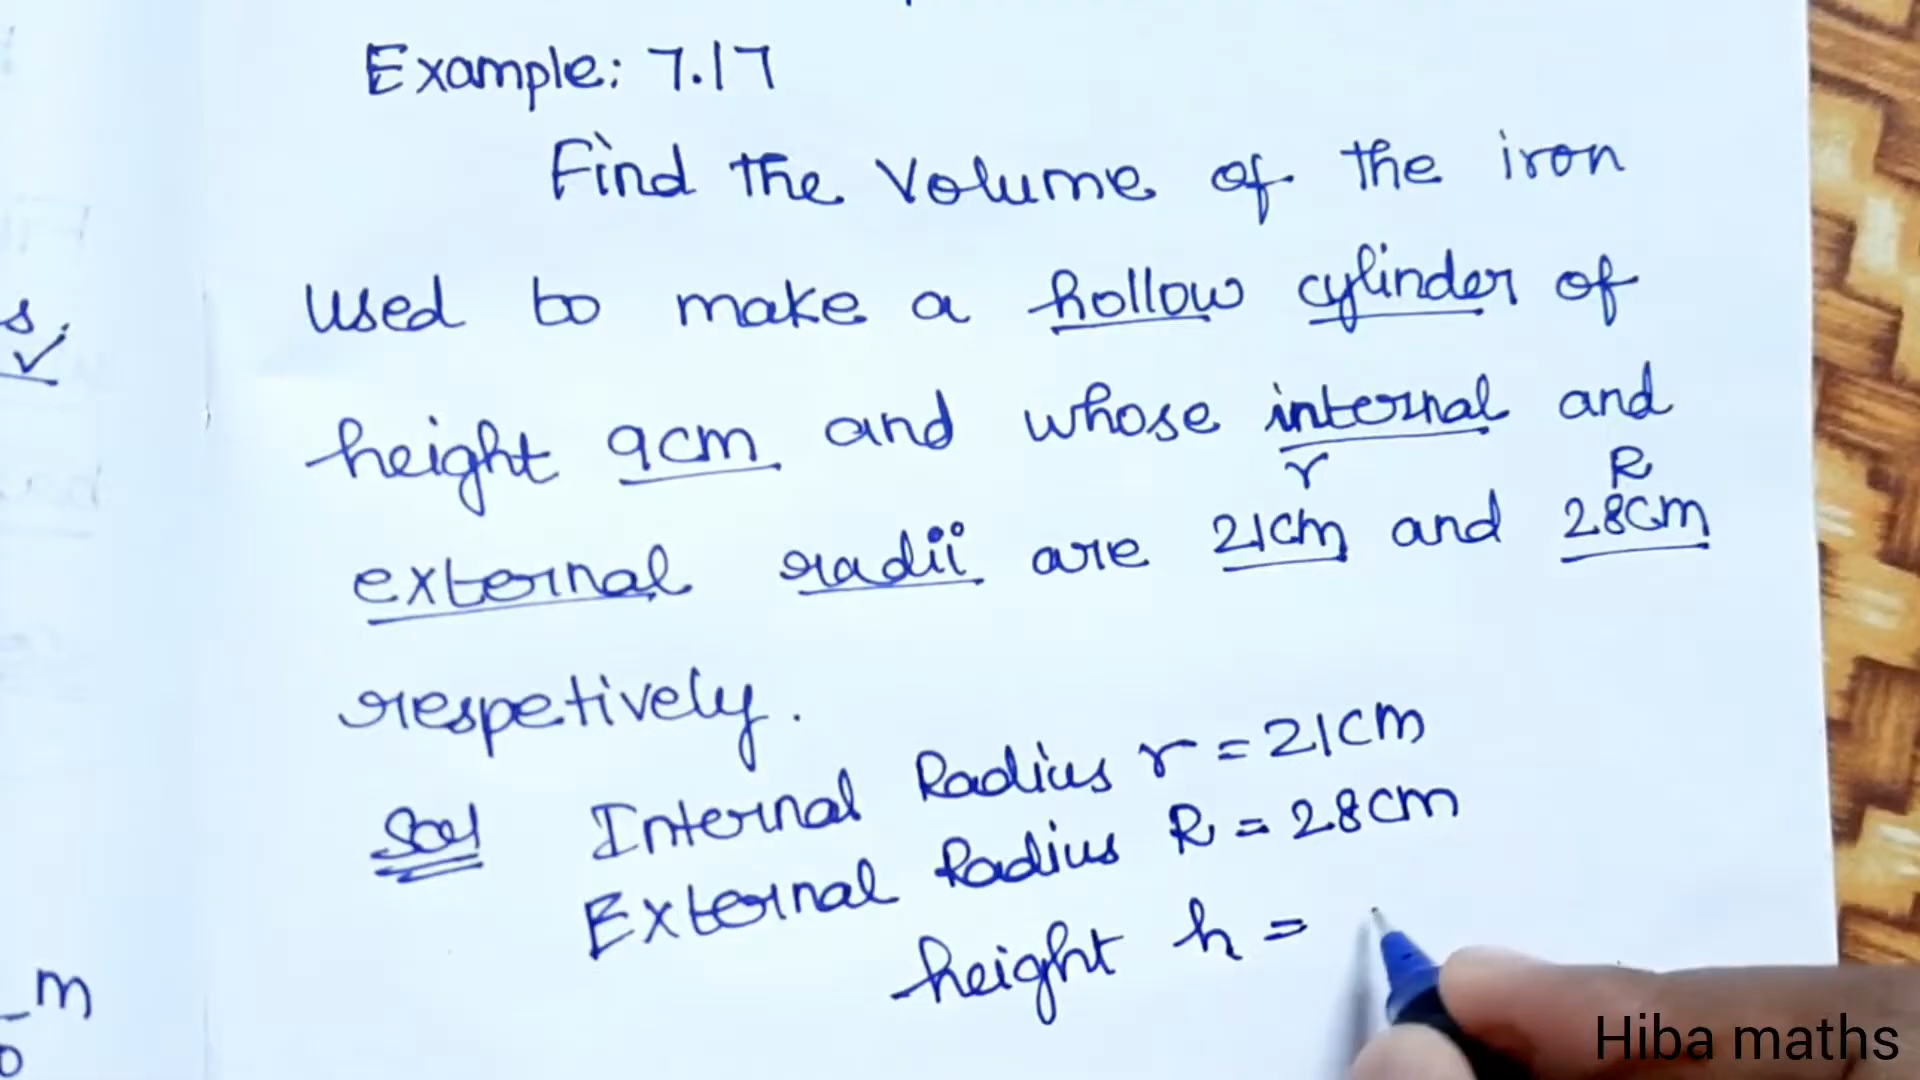 Example: 7.17
Find the Volume of the iron
used to make a hollow cylinder of
height 9cm and whose internal and
r R
external radii are 21cm and 28cm
respetively.
Sol Internal Radius r = 21cm
External Radius R = 28cm
height h =
s.
m
Hiba maths